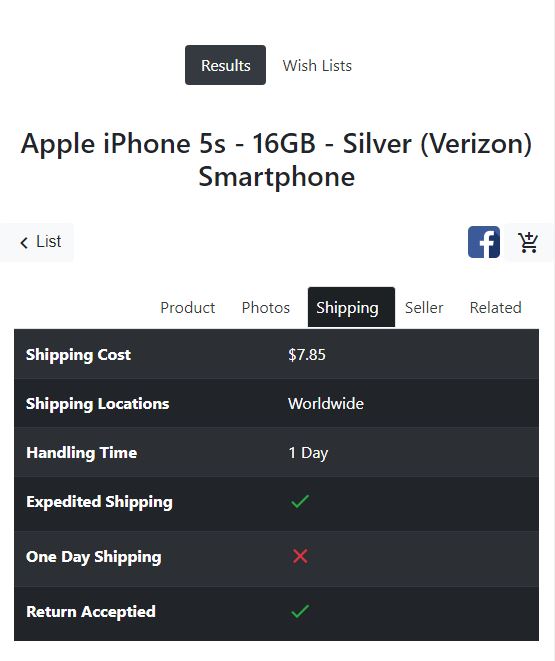 Results Wish Lists
Apple iPhone 5s - 16GB - Silver (Verizon)
Smartphone
List
Product Photos Shipping Seller Related
Shipping Cost $7.85
Shipping Locations Worldwide
Handling Time 1 Day
Expedited Shipping
One Day Shipping
Return Acceptied